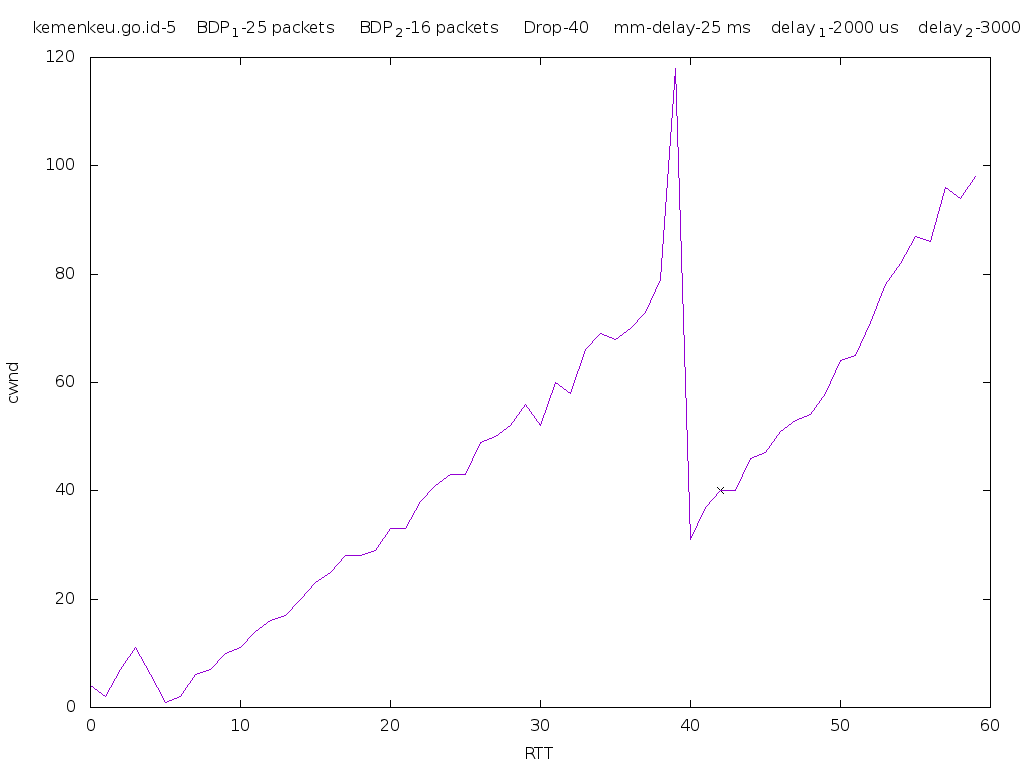 kemenkeu.go.id-5 BDP1-25 packets BDP2-16 packets Drop-40 mm-delay-25 ms delay1-2000 us delay2-3000
120
100
80
60
40
20
0
cwnd
0 10 20 30 40 50 60
RTT